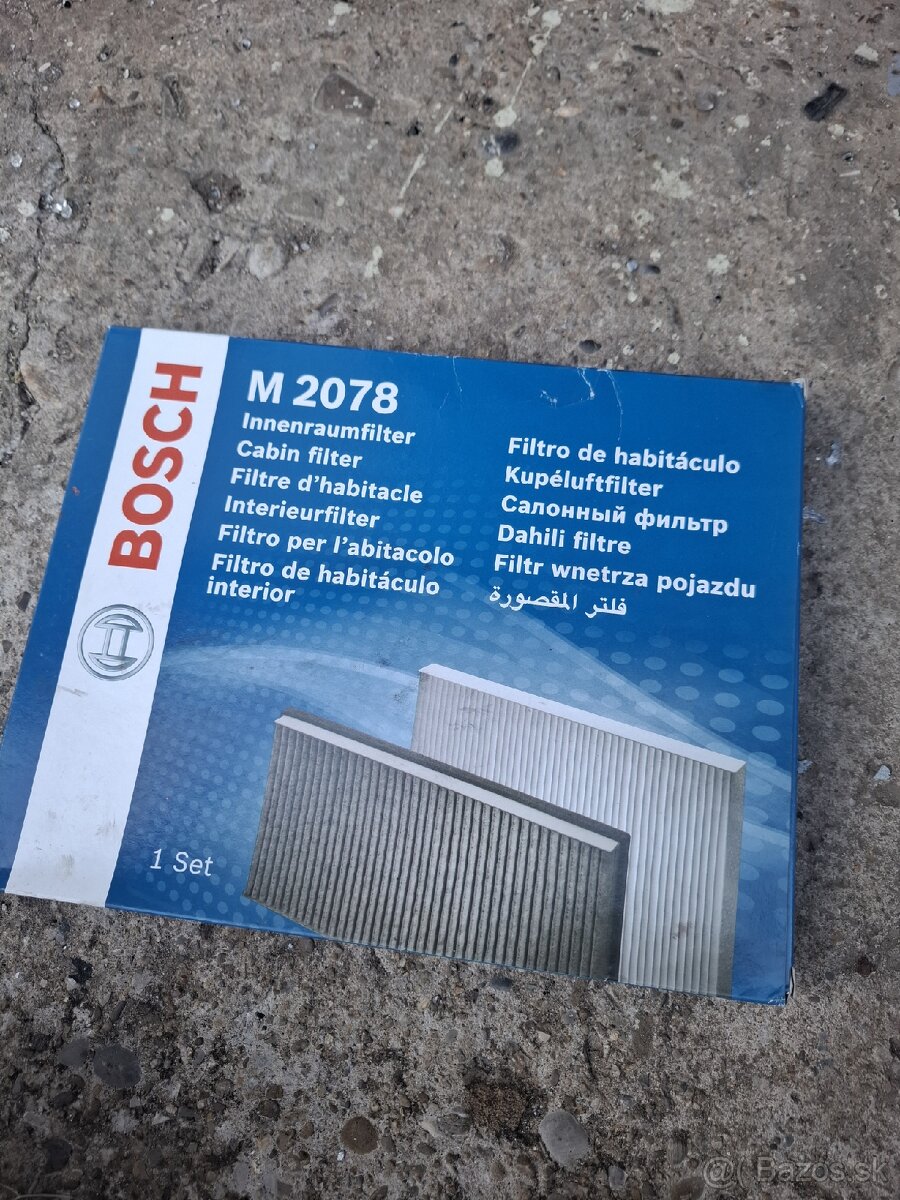 BOSCH
M 2078
Innenraumfilter
Cabin filter
Filtre d'habitacle
Interieurfilter
Filtro per l'abitacolo
Filtro de habitáculo
interior
Filtro de habitáculo
Kupéluftfilter
Салонный фильтр
Dahili filtre
Filtr wnetrza pojazdu
فلتر المقصورة
1 Set
@ Bazos.sk